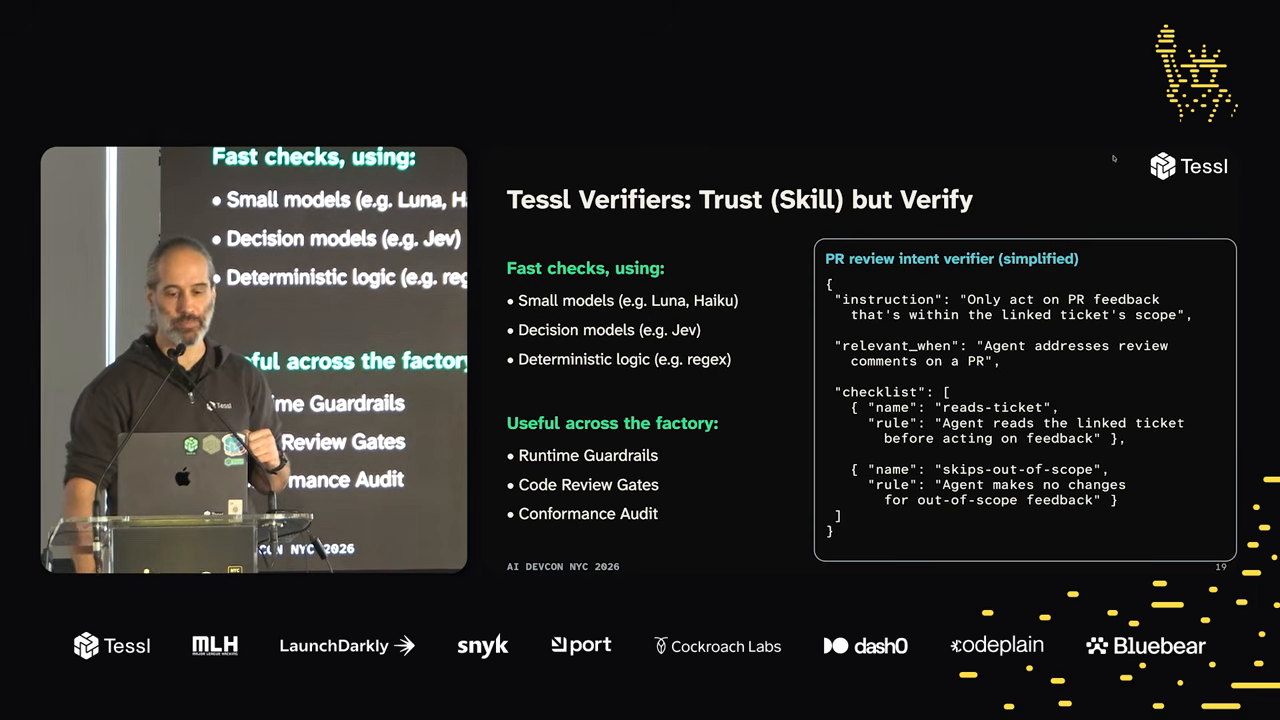 Tessl
Tessl Verifiers: Trust (Skill) but Verify
Fast checks, using:
• Small models (e.g. Luna, Haiku)
• Decision models (e.g. Jev)
• Deterministic logic (e.g. regex)
Useful across the factory:
• Runtime Guardrails
• Code Review Gates
• Conformance Audit
PR review intent verifier (simplified)
{
"instruction": "Only act on PR feedback
that's within the linked ticket's scope",
"relevant_when": "Agent addresses review
comments on a PR",
"checklist": [
{ "name": "reads-ticket",
"rule": "Agent reads the linked ticket
before acting on feedback" },
{ "name": "skips-out-of-scope",
"rule": "Agent makes no changes
for out-of-scope feedback" }
]
}
AI DEVCON NYC 2026
19
Fast checks, using:
• Small models (e.g. Luna, H
• Decision models (e.g. Jev)
• Deterministic logic (e.g. reg
ful across the factory
me Guardrails
Review Gates
mance Audit
CON NYC 2026
Tessl
Tessl
MLH
MAJOR LEAGUE HACKING
LaunchDarkly
snyk
port
Cockroach Labs
dash0
codeplain
Bluebear